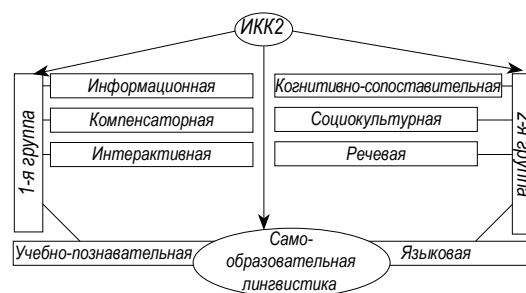 ИКК2
Информационная
Когнитивно-сопоставительная
Компенсаторная
Социокультурная
Интерактивная
Речевая
1-я группа
2-я группа
Учебно-познавательная
Само-
образовательная
лингвистика
Языковая